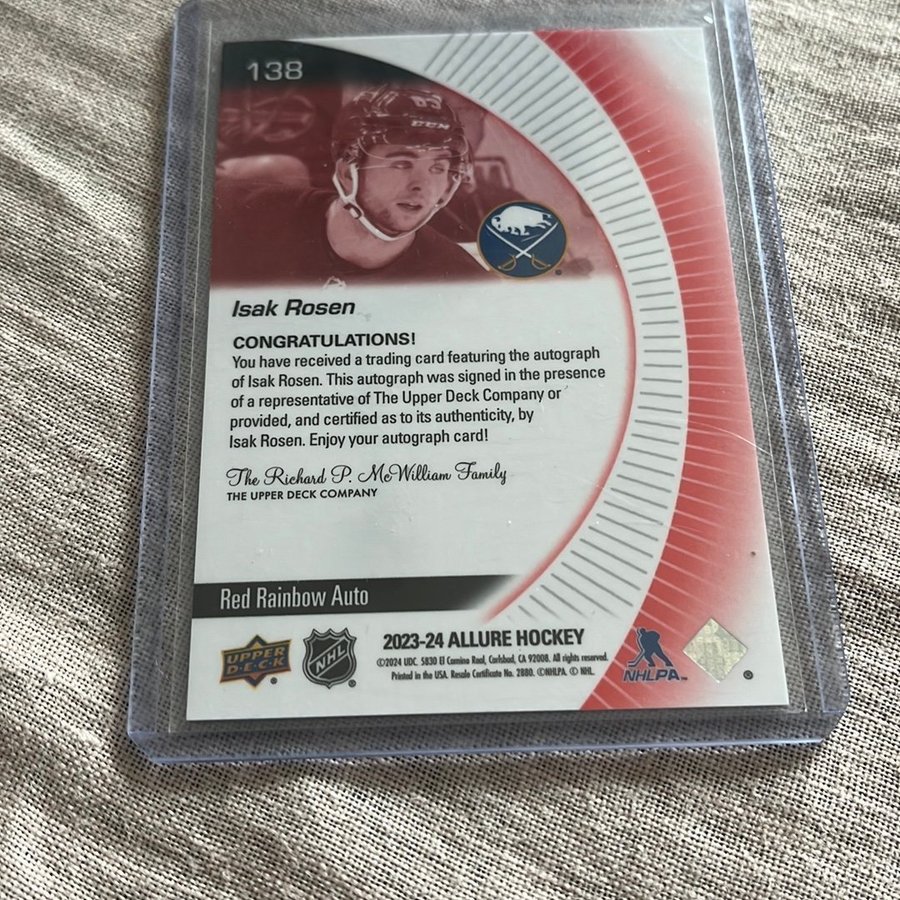 138
CCM
Isak Rosen
CONGRATULATIONS!
You have received a trading card featuring the autograph
of Isak Rosen. This autograph was signed in the presence
of a representative of The Upper Deck Company or
provided, and certified as to its authenticity, by
Isak Rosen. Enjoy your autograph card!
The Richard P. McWilliam Family
THE UPPER DECK COMPANY
Red Rainbow Auto
UPPER
D·E·C·K
NHL
2023-24 ALLURE HOCKEY
©2024 UDC. 5830 El Camino Real, Carlsbad, CA 92008. All rights reserved.
Printed in the USA. Resale Certificate No. 2880. ©NHLPA. © NHL.
NHLPA™